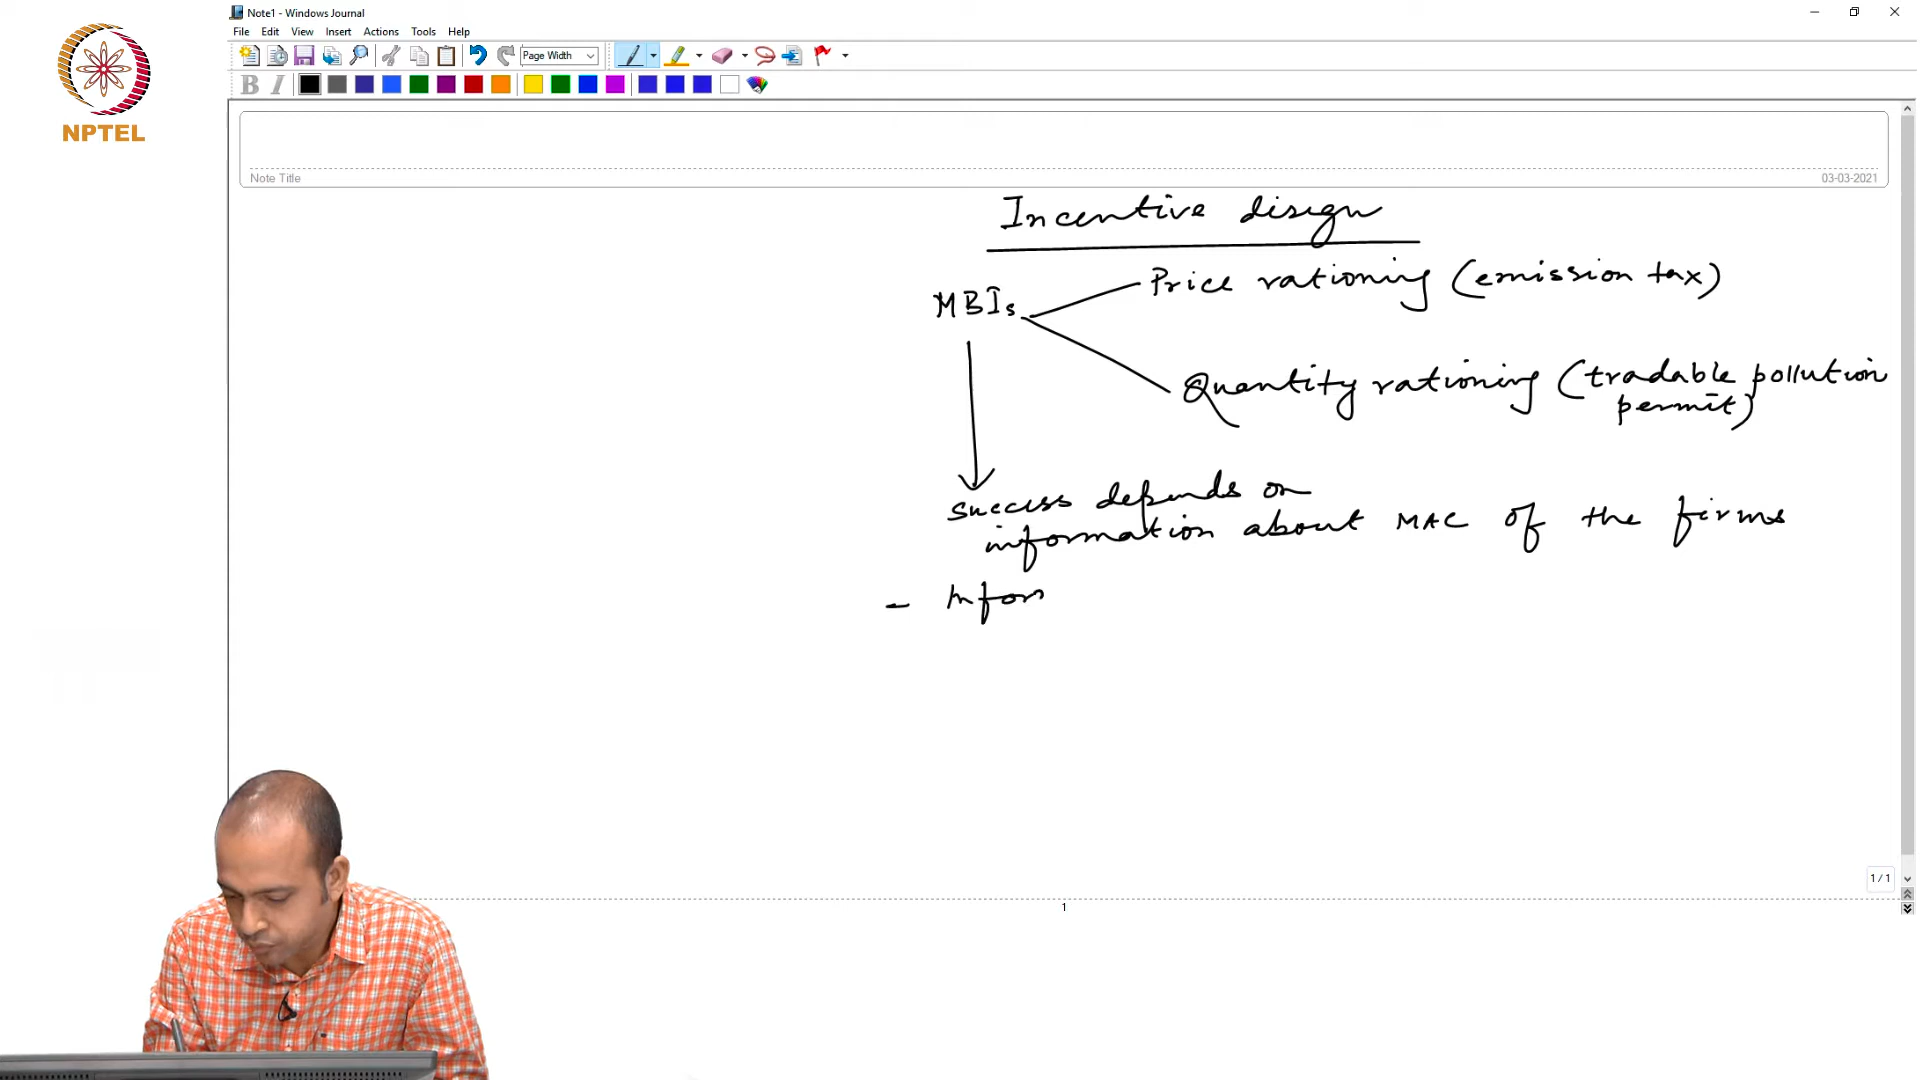 Note1 - Windows Journal
File Edit View Insert Actions Tools Help
Page Width
B I
NPTEL
Note Title
03-03-2021
Incentive disign
MBIs
Price rationing (emission tax)
Quantity rationing (tradable pollution
permit)
success depends on
information about MAC of the firms
- Infor
1 / 1
1